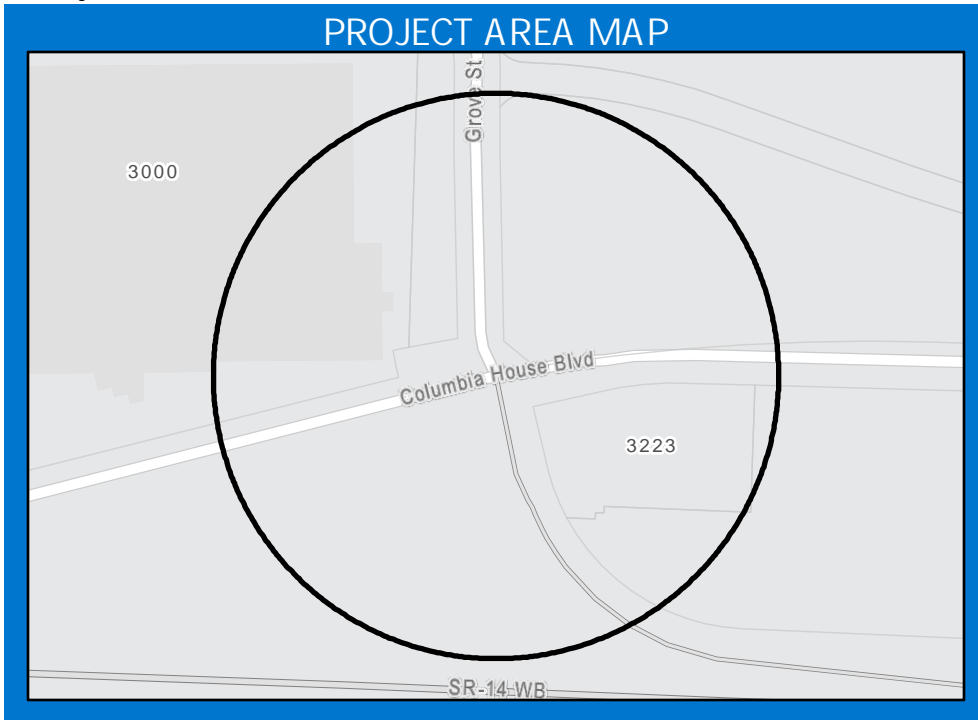 PROJECT AREA MAP
Grove St
3000
Columbia House Blvd
3223
SR-14 WB